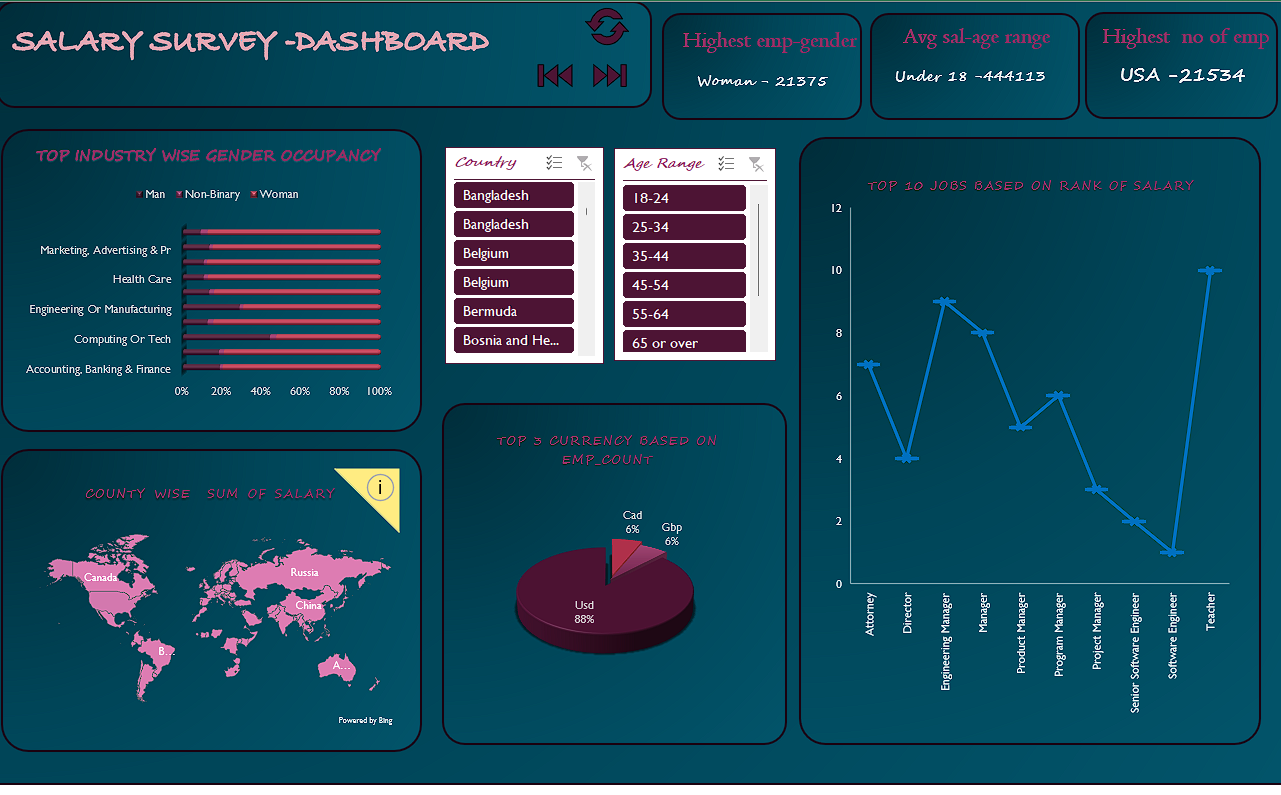 SALARY SURVEY -DASHBOARD
Highest emp-gender
Woman - 21375
Avg sal-age range
Under 18 -444113
Highest no of emp
USA -21534
TOP INDUSTRY WISE GENDER OCCUPANCY
Man Non-Binary Woman
Marketing, Advertising & Pr
Health Care
Engineering Or Manufacturing
Computing Or Tech
Accounting, Banking & Finance
0% 20% 40% 60% 80% 100%
Country
Bangladesh
Bangladesh
Belgium
Belgium
Bermuda
Bosnia and He...
Age Range
18-24
25-34
35-44
45-54
55-64
65 or over
TOP 10 JOBS BASED ON RANK OF SALARY
12
10
8
6
4
2
0
Attorney
Director
Engineering Manager
Manager
Product Manager
Program Manager
Project Manager
Senior Software Engineer
Software Engineer
Teacher
COUNTY WISE SUM OF SALARY
i
Canada
Russia
China
B...
A...
Powered by Bing
TOP 3 CURRENCY BASED ON
EMP_COUNT
Cad
6%
Gbp
6%
Usd
88%